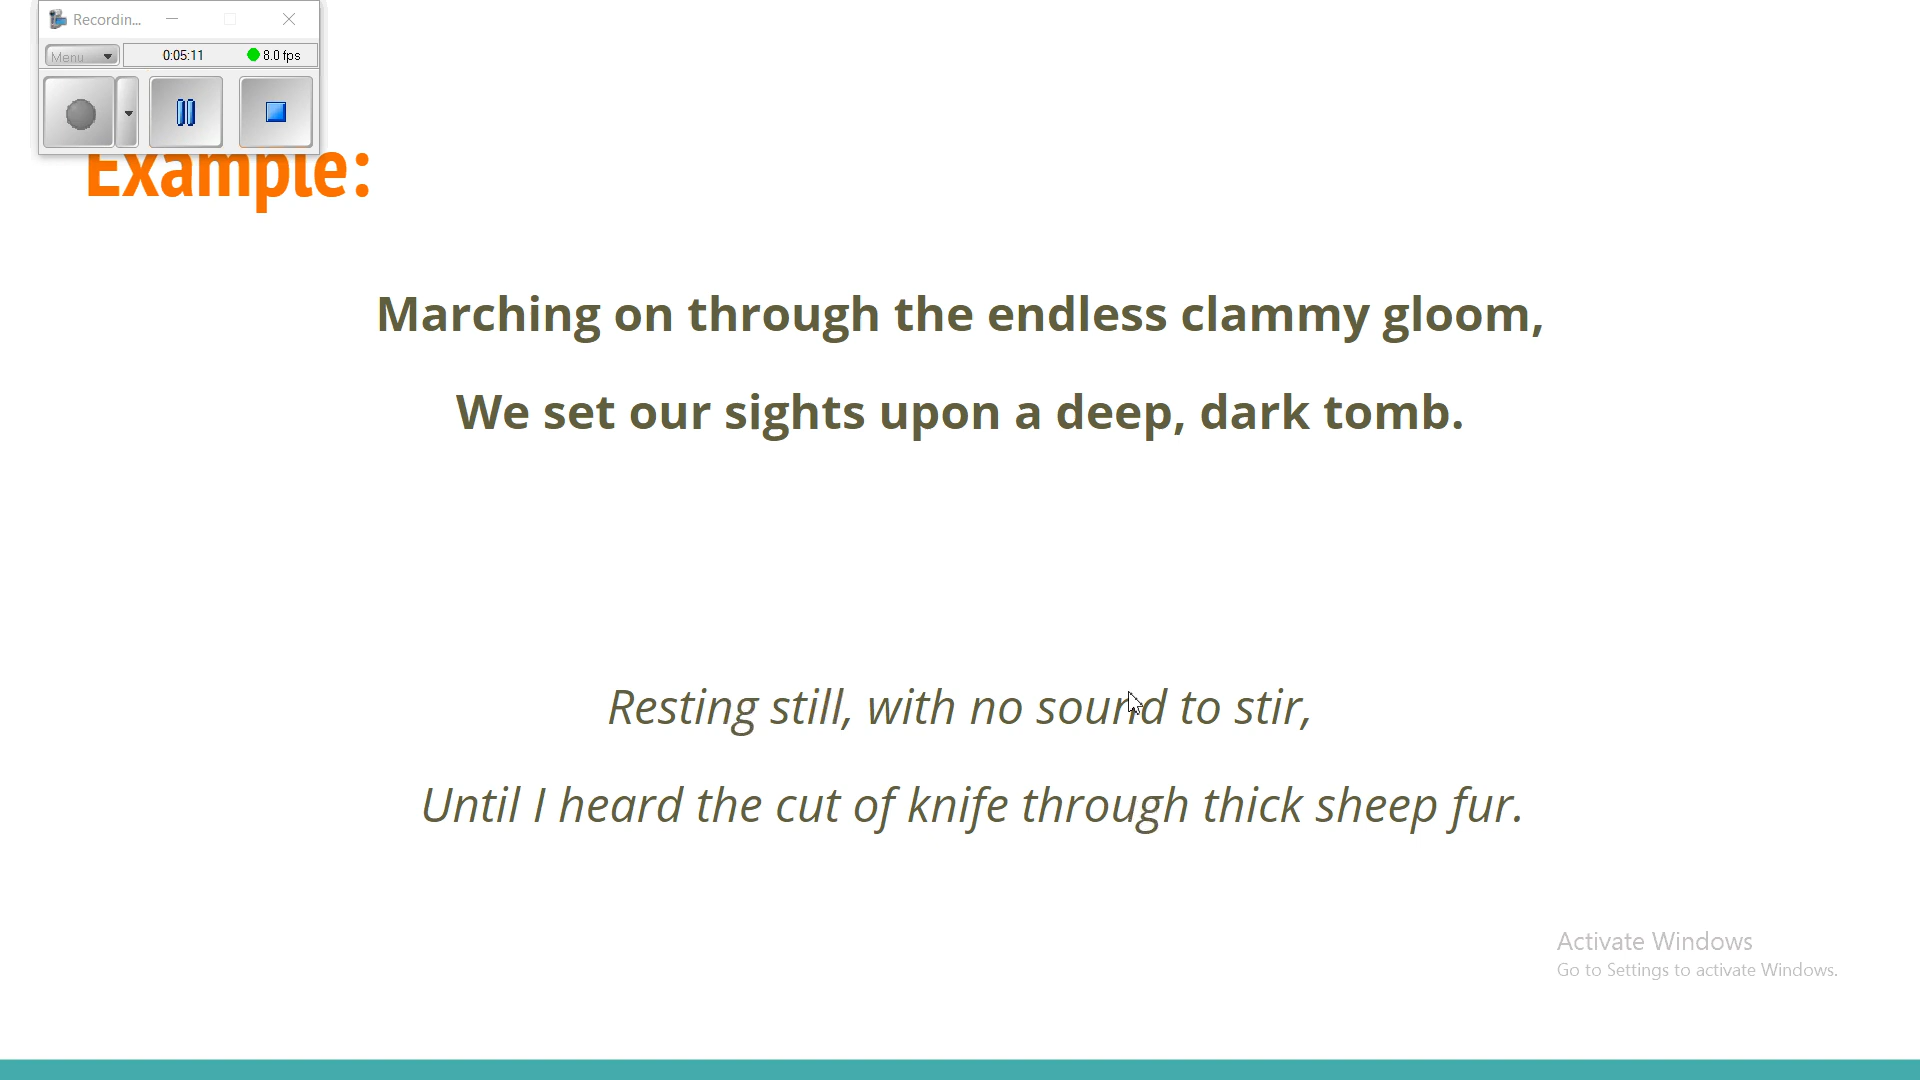 Recordin...
Menu
0:05:11
8.0 fps
Example:
Marching on through the endless clammy gloom,
We set our sights upon a deep, dark tomb.
Resting still, with no sound to stir,
Until I heard the cut of knife through thick sheep fur.
Activate Windows
Go to Settings to activate Windows.